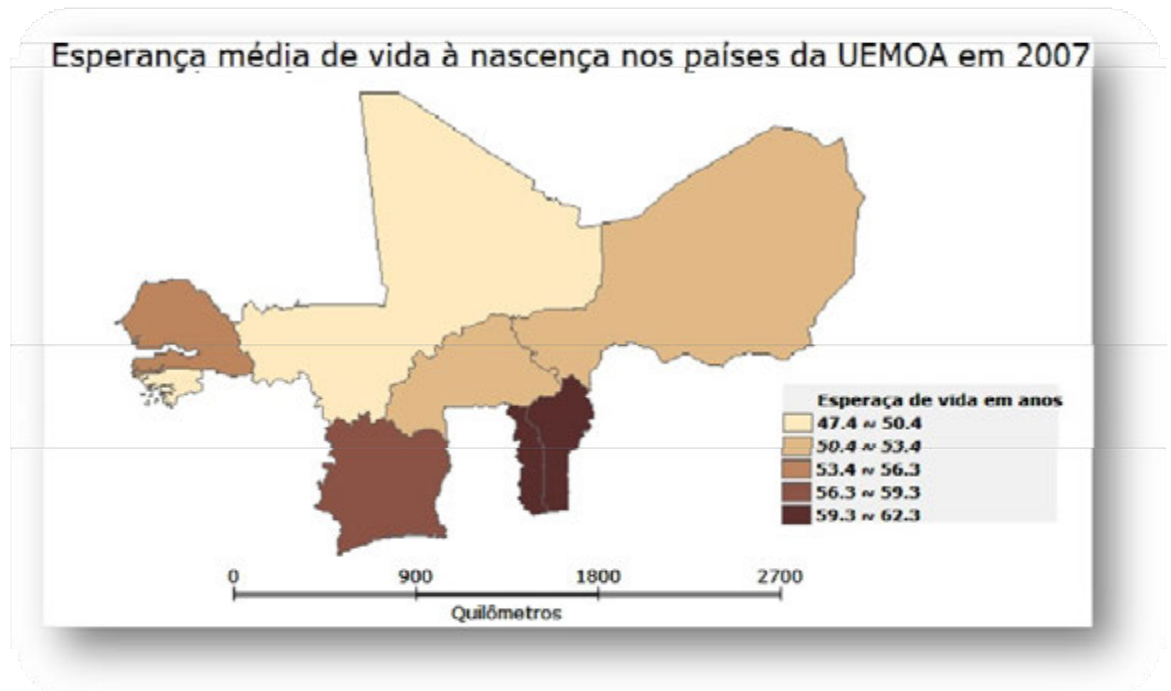 Esperança média de vida à nascença nos países da UEMOA em 2007
Esperaça de vida em anos
47.4 ~ 50.4
50.4 ~ 53.4
53.4 ~ 56.3
56.3 ~ 59.3
59.3 ~ 62.3
0 900 1800 2700
Quilômetros